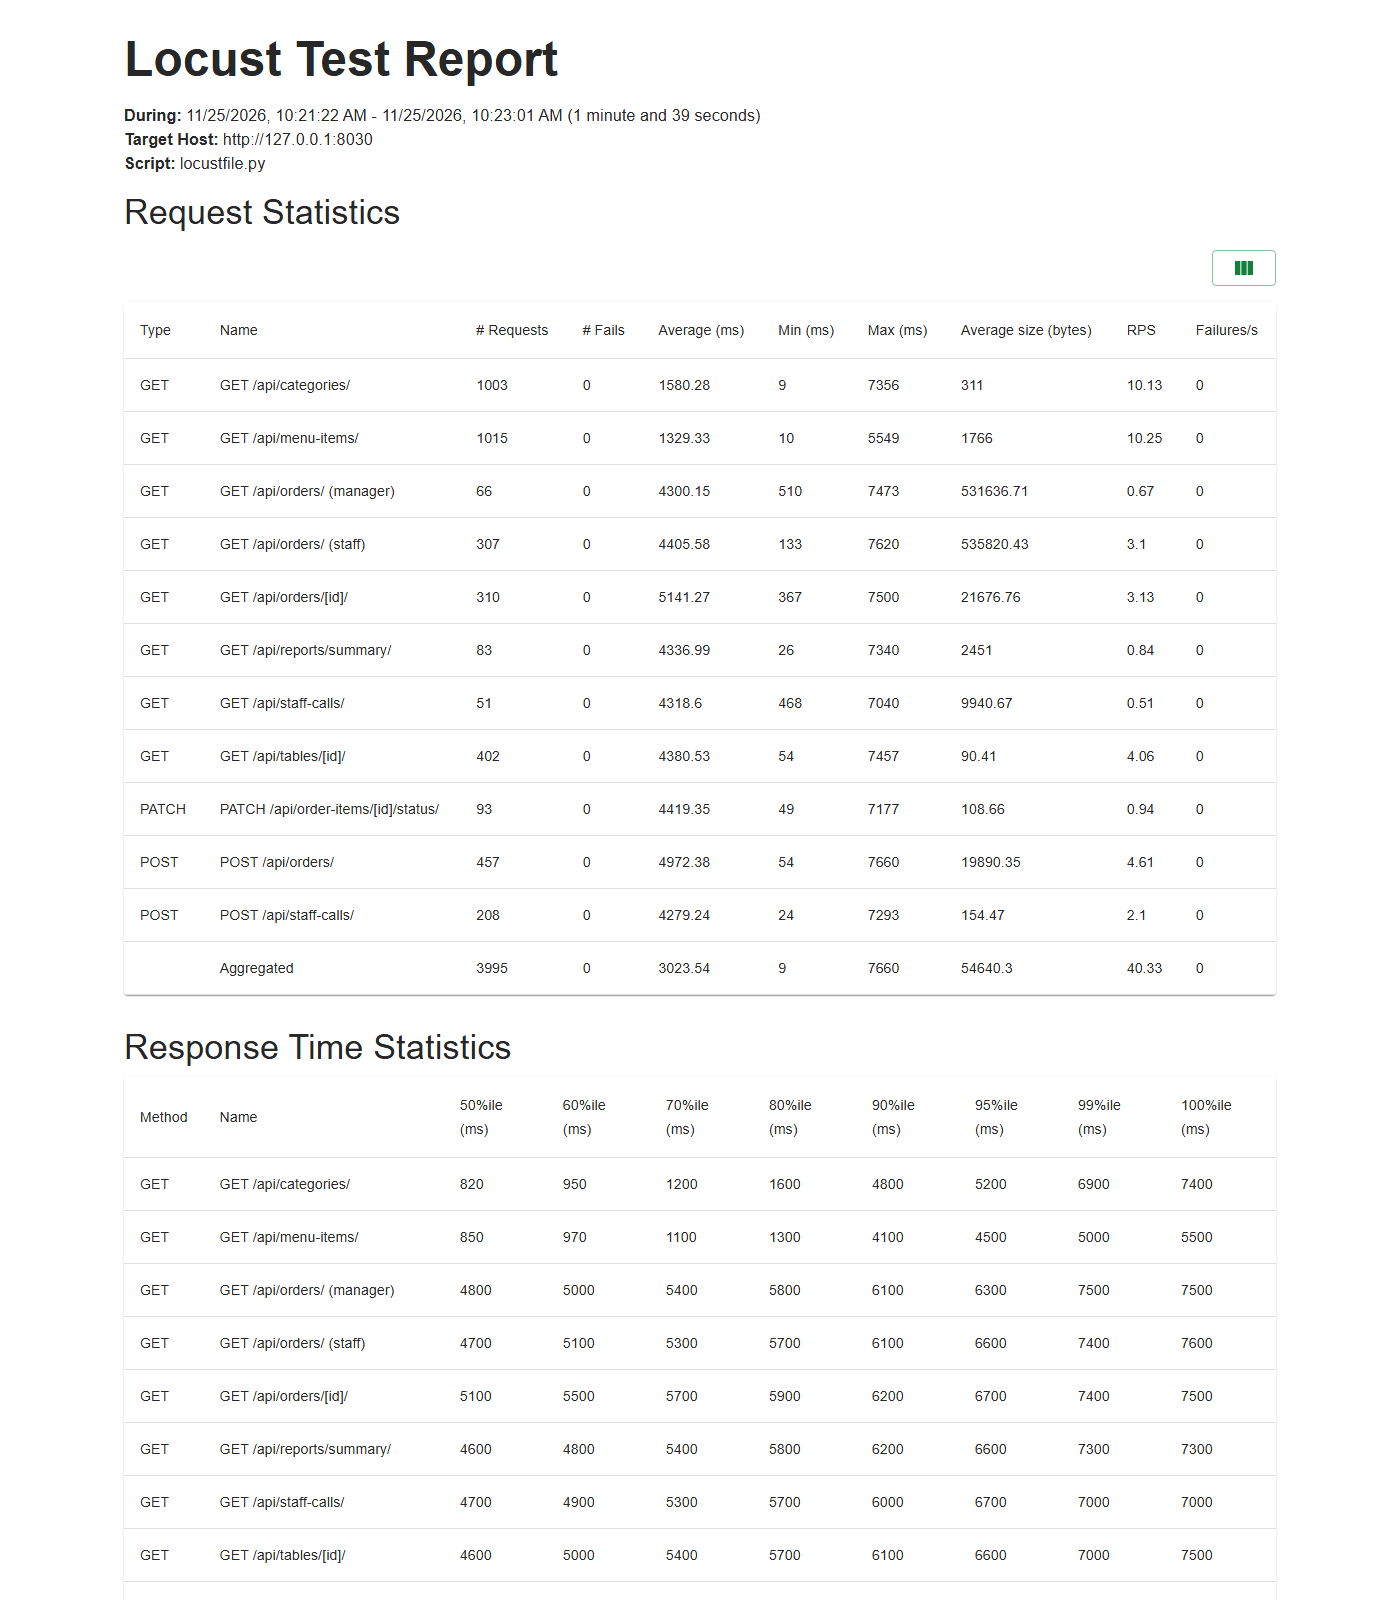 Locust Test Report
During: 11/25/2026, 10:21:22 AM - 11/25/2026, 10:23:01 AM (1 minute and 39 seconds)
Target Host: http://127.0.0.1:8030
Script: locustfile.py
Request Statistics
Type Name # Requests # Fails Average (ms) Min (ms) Max (ms) Average size (bytes) RPS Failures/s
GET GET /api/categories/ 1003 0 1580.28 9 7356 311 10.13 0
GET GET /api/menu-items/ 1015 0 1329.33 10 5549 1766 10.25 0
GET GET /api/orders/ (manager) 66 0 4300.15 510 7473 531636.71 0.67 0
GET GET /api/orders/ (staff) 307 0 4405.58 133 7620 535820.43 3.1 0
GET GET /api/orders/[id]/ 310 0 5141.27 367 7500 21676.76 3.13 0
GET GET /api/reports/summary/ 83 0 4336.99 26 7340 2451 0.84 0
GET GET /api/staff-calls/ 51 0 4318.6 468 7040 9940.67 0.51 0
GET GET /api/tables/[id]/ 402 0 4380.53 54 7457 90.41 4.06 0
PATCH PATCH /api/order-items/[id]/status/ 93 0 4419.35 49 7177 108.66 0.94 0
POST POST /api/orders/ 457 0 4972.38 54 7660 19890.35 4.61 0
POST POST /api/staff-calls/ 208 0 4279.24 24 7293 154.47 2.1 0
Aggregated 3995 0 3023.54 9 7660 54640.3 40.33 0
Response Time Statistics
Method Name 50%ile (ms) 60%ile (ms) 70%ile (ms) 80%ile (ms) 90%ile (ms) 95%ile (ms) 99%ile (ms) 100%ile (ms)
GET GET /api/categories/ 820 950 1200 1600 4800 5200 6900 7400
GET GET /api/menu-items/ 850 970 1100 1300 4100 4500 5000 5500
GET GET /api/orders/ (manager) 4800 5000 5400 5800 6100 6300 7500 7500
GET GET /api/orders/ (staff) 4700 5100 5300 5700 6100 6600 7400 7600
GET GET /api/orders/[id]/ 5100 5500 5700 5900 6200 6700 7400 7500
GET GET /api/reports/summary/ 4600 4800 5400 5800 6200 6600 7300 7300
GET GET /api/staff-calls/ 4700 4900 5300 5700 6000 6700 7000 7000
GET GET /api/tables/[id]/ 4600 5000 5400 5700 6100 6600 7000 7500